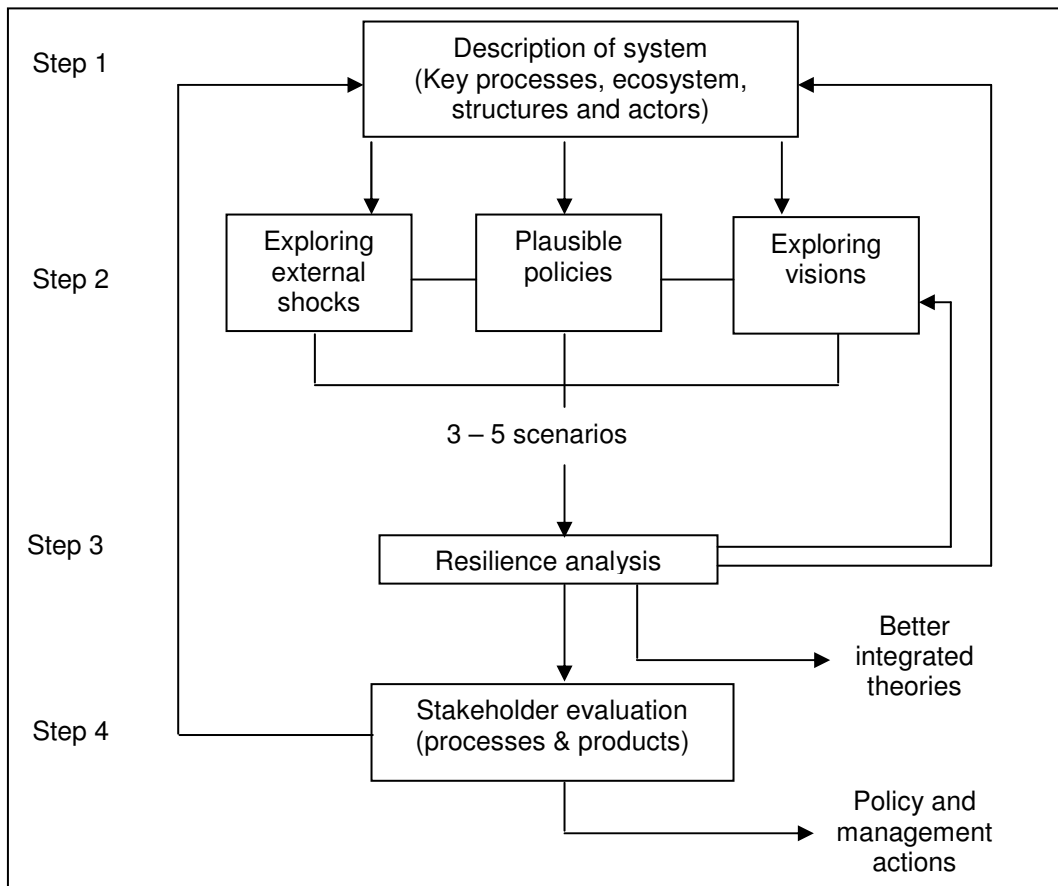 Step 1
Description of system
(Key processes, ecosystem,
structures and actors)
Step 2
Exploring
external
shocks
Plausible
policies
Exploring
visions
3 – 5 scenarios
Step 3
Resilience analysis
Better
integrated
theories
Step 4
Stakeholder evaluation
(processes & products)
Policy and
management
actions